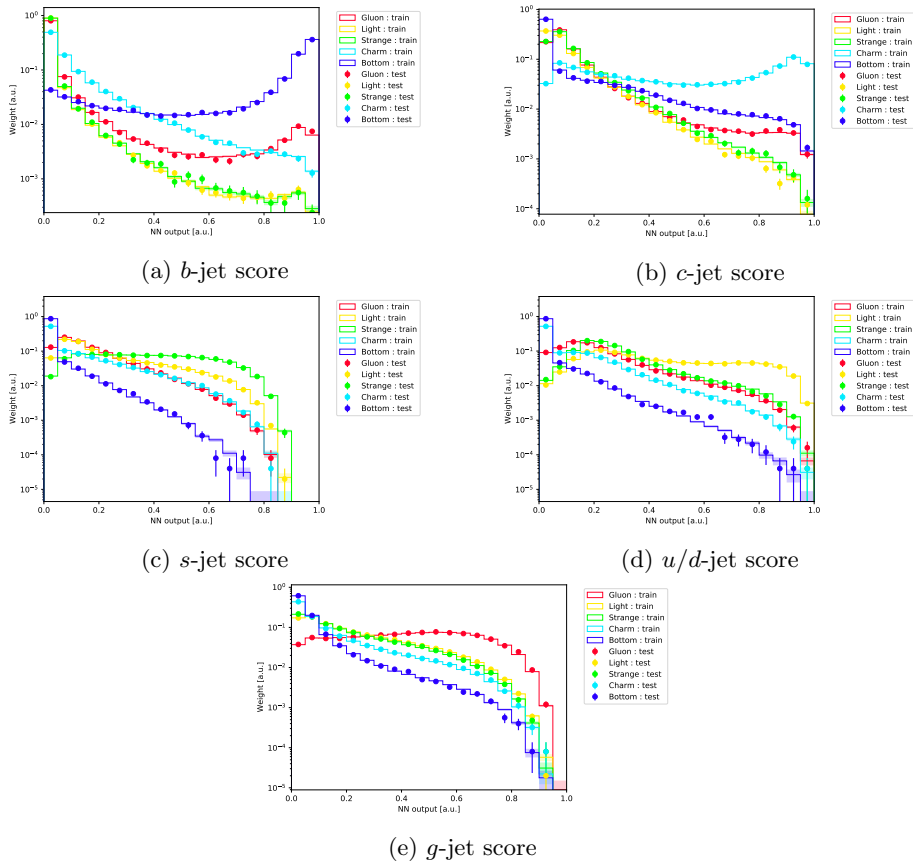 Weight [a.u.]
10^0
10^-1
10^-2
10^-3
0.0 0.2 0.4 0.6 0.8 1.0
NN output [a.u.]
Gluon : train
Light : train
Strange : train
Charm : train
Bottom : train
Gluon : test
Light : test
Strange : test
Charm : test
Bottom : test
(a) b-jet score
Weight [a.u.]
10^0
10^-1
10^-2
10^-3
10^-4
0.0 0.2 0.4 0.6 0.8 1.0
NN output [a.u.]
Gluon : train
Light : train
Strange : train
Charm : train
Bottom : train
Gluon : test
Light : test
Strange : test
Charm : test
Bottom : test
(b) c-jet score
Weight [a.u.]
10^0
10^-1
10^-2
10^-3
10^-4
10^-5
0.0 0.2 0.4 0.6 0.8 1.0
NN output [a.u.]
Gluon : train
Light : train
Strange : train
Charm : train
Bottom : train
Gluon : test
Light : test
Strange : test
Charm : test
Bottom : test
(c) s-jet score
Weight [a.u.]
10^0
10^-1
10^-2
10^-3
10^-4
10^-5
0.0 0.2 0.4 0.6 0.8 1.0
NN output [a.u.]
Gluon : train
Light : train
Strange : train
Charm : train
Bottom : train
Gluon : test
Light : test
Strange : test
Charm : test
Bottom : test
(d) u/d-jet score
Weight [a.u.]
10^0
10^-1
10^-2
10^-3
10^-4
10^-5
0.0 0.2 0.4 0.6 0.8 1.0
NN output [a.u.]
Gluon : train
Light : train
Strange : train
Charm : train
Bottom : train
Gluon : test
Light : test
Strange : test
Charm : test
Bottom : test
(e) g-jet score